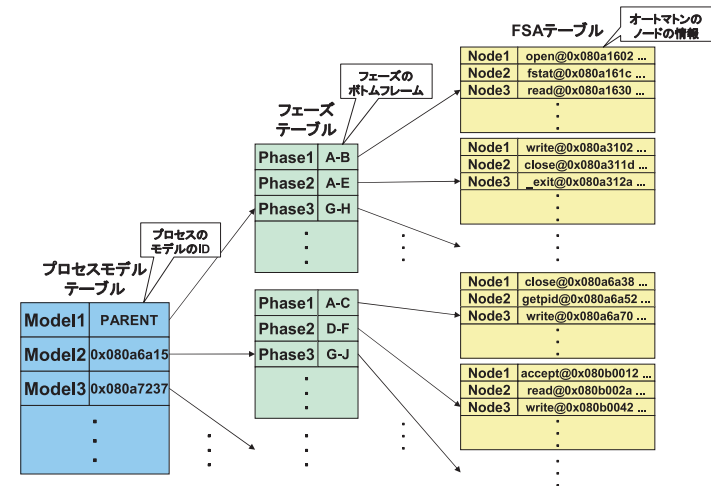 FSAテーブル
オートマトンの
ノードの情報
Node1 open@0x080a1602 ...
Node2 fstat@0x080a161c ...
Node3 read@0x080a1630 ...
フェーズの
ボトムフレーム
フェーズ
テーブル
Phase1 A-B
Phase2 A-E
Phase3 G-H
Node1 write@0x080a3102 ...
Node2 close@0x080a311d ...
Node3 _exit@0x080a312a ...
プロセスの
モデルのID
プロセスモデル
テーブル
Model1 PARENT
Model2 0x080a6a15
Model3 0x080a7237
Phase1 A-C
Phase2 D-F
Phase3 G-J
Node1 close@0x080a6a38 ...
Node2 getpid@0x080a6a52 ...
Node3 write@0x080a6a70 ...
Node1 accept@0x080b0012 ...
Node2 read@0x080b002a ...
Node3 write@0x080b0042 ...